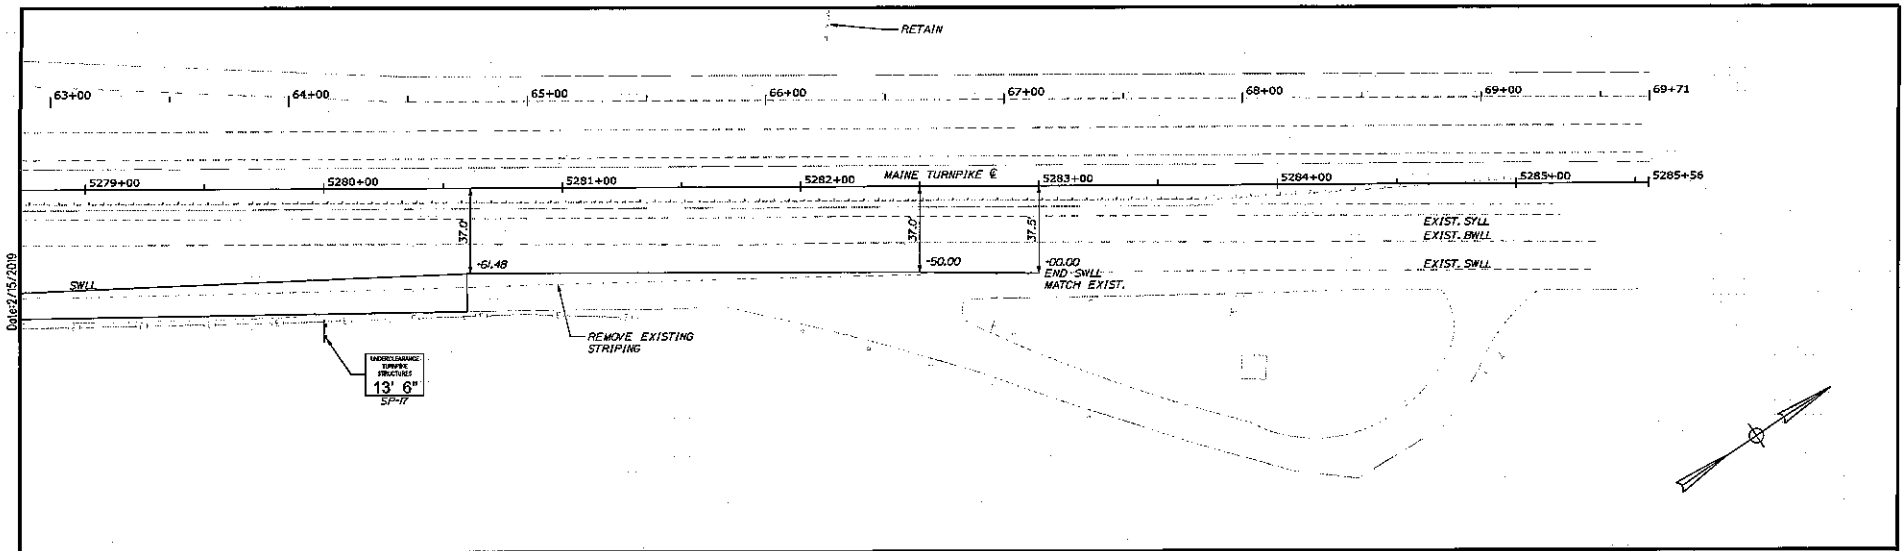 RETAIN
63+00 64+00 65+00 66+00 67+00 68+00 69+00 69+71
MAINE TURNPIKE ℄
5279+00 5280+00 5281+00 5282+00 5283+00 5284+00 5285+00 5285+56
37.0'
37.0'
37.5'
EXIST. SYLL
EXIST. BWLL
EXIST. SWLL
+61.48
+50.00
+00.00
END SWLL
MATCH EXIST.
SWLL
REMOVE EXISTING
STRIPING
UNDERCLEARANCE
TURNPIKE
STRUCTURES
13' 6"
SP-17
Date:2/15/2019